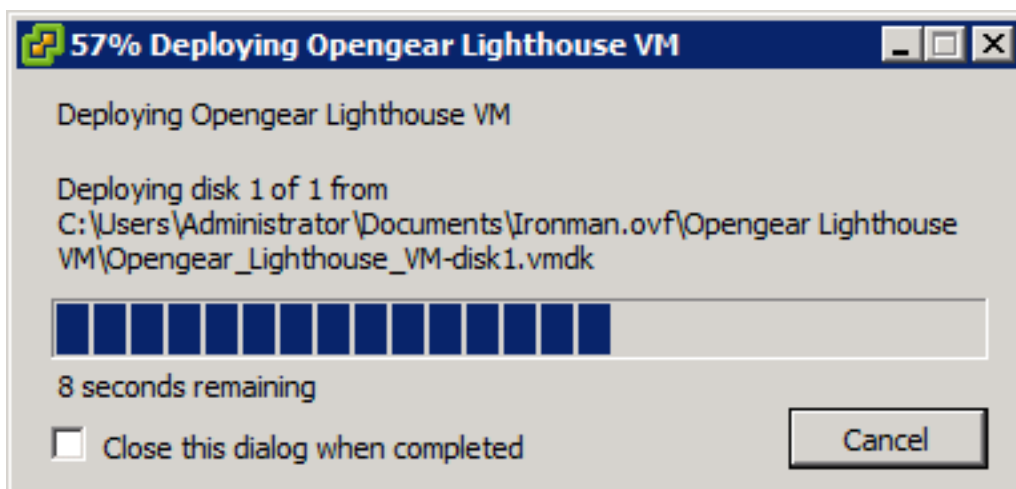 57% Deploying Opengear Lighthouse VM
Deploying Opengear Lighthouse VM
Deploying disk 1 of 1 from
C:\Users\Administrator\Documents\Ironman.ovf\Opengear Lighthouse
VM\Opengear_Lighthouse_VM-disk1.vmdk
8 seconds remaining
Close this dialog when completed
Cancel